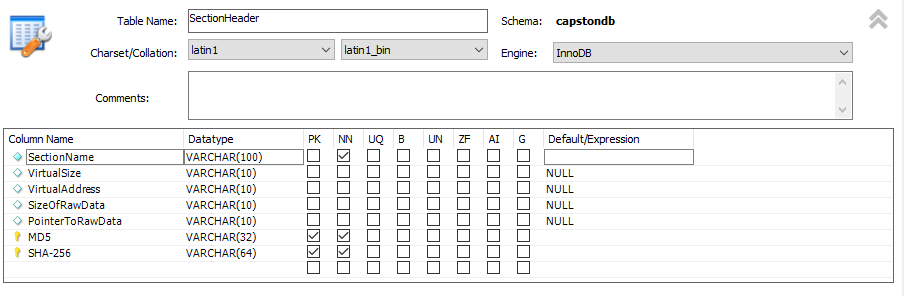 Table Name: SectionHeader Schema: capstondb
Charset/Collation: latin1 latin1_bin Engine: InnoDB
Comments:
Column Name Datatype PK NN UQ B UN ZF AI G Default/Expression
SectionName VARCHAR(100)
VirtualSize VARCHAR(10) NULL
VirtualAddress VARCHAR(10) NULL
SizeOfRawData VARCHAR(10) NULL
PointerToRawData VARCHAR(10) NULL
MD5 VARCHAR(32)
SHA-256 VARCHAR(64)